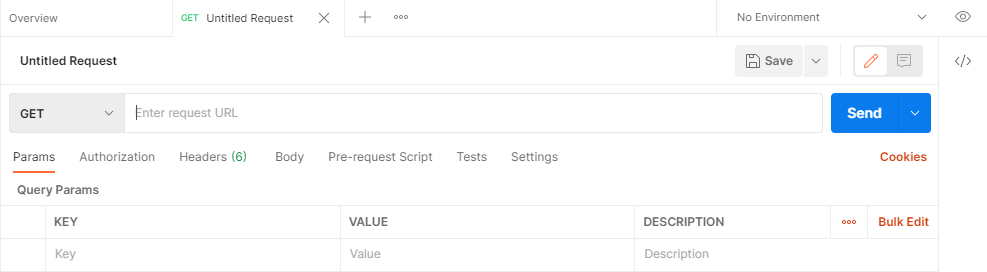 Overview GET Untitled Request No Environment
Untitled Request Save </>
GET Enter request URL Send
Params Authorization Headers (6) Body Pre-request Script Tests Settings Cookies
Query Params
KEY VALUE DESCRIPTION Bulk Edit
Key Value Description